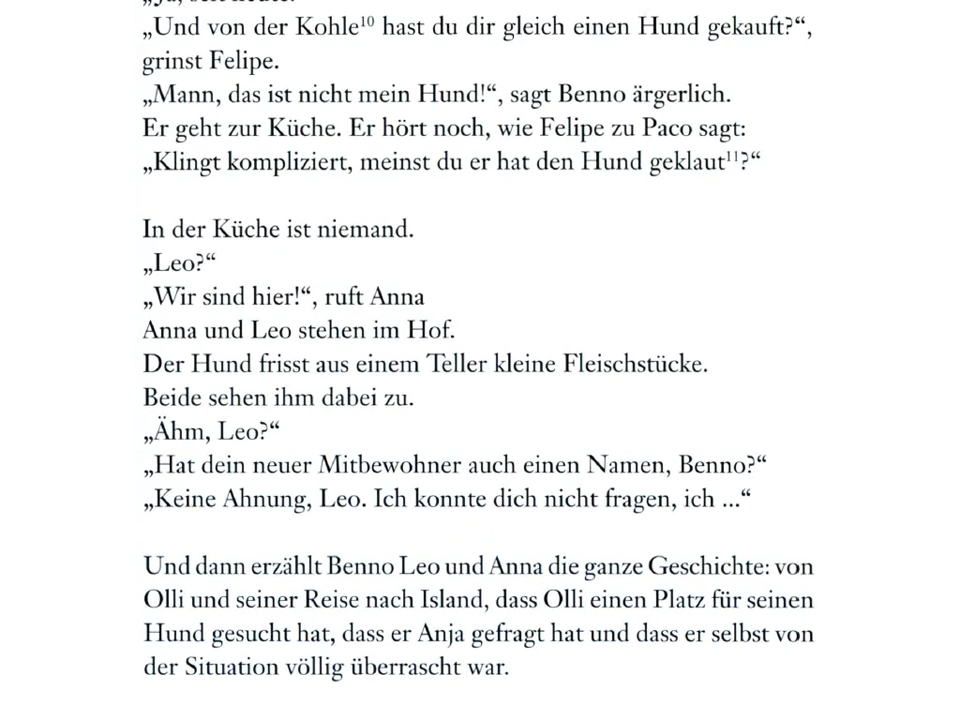 „Und von der Kohle¹⁰ hast du dir gleich einen Hund gekauft?“,
grinst Felipe.
„Mann, das ist nicht mein Hund!“, sagt Benno ärgerlich.
Er geht zur Küche. Er hört noch, wie Felipe zu Paco sagt:
„Klingt kompliziert, meinst du er hat den Hund geklaut¹¹?“
In der Küche ist niemand.
„Leo?“
„Wir sind hier!“, ruft Anna
Anna und Leo stehen im Hof.
Der Hund frisst aus einem Teller kleine Fleischstücke.
Beide sehen ihm dabei zu.
„Ähm, Leo?“
„Hat dein neuer Mitbewohner auch einen Namen, Benno?“
„Keine Ahnung, Leo. Ich konnte dich nicht fragen, ich ...“
Und dann erzählt Benno Leo und Anna die ganze Geschichte: von
Olli und seiner Reise nach Island, dass Olli einen Platz für seinen
Hund gesucht hat, dass er Anja gefragt hat und dass er selbst von
der Situation völlig überrascht war.